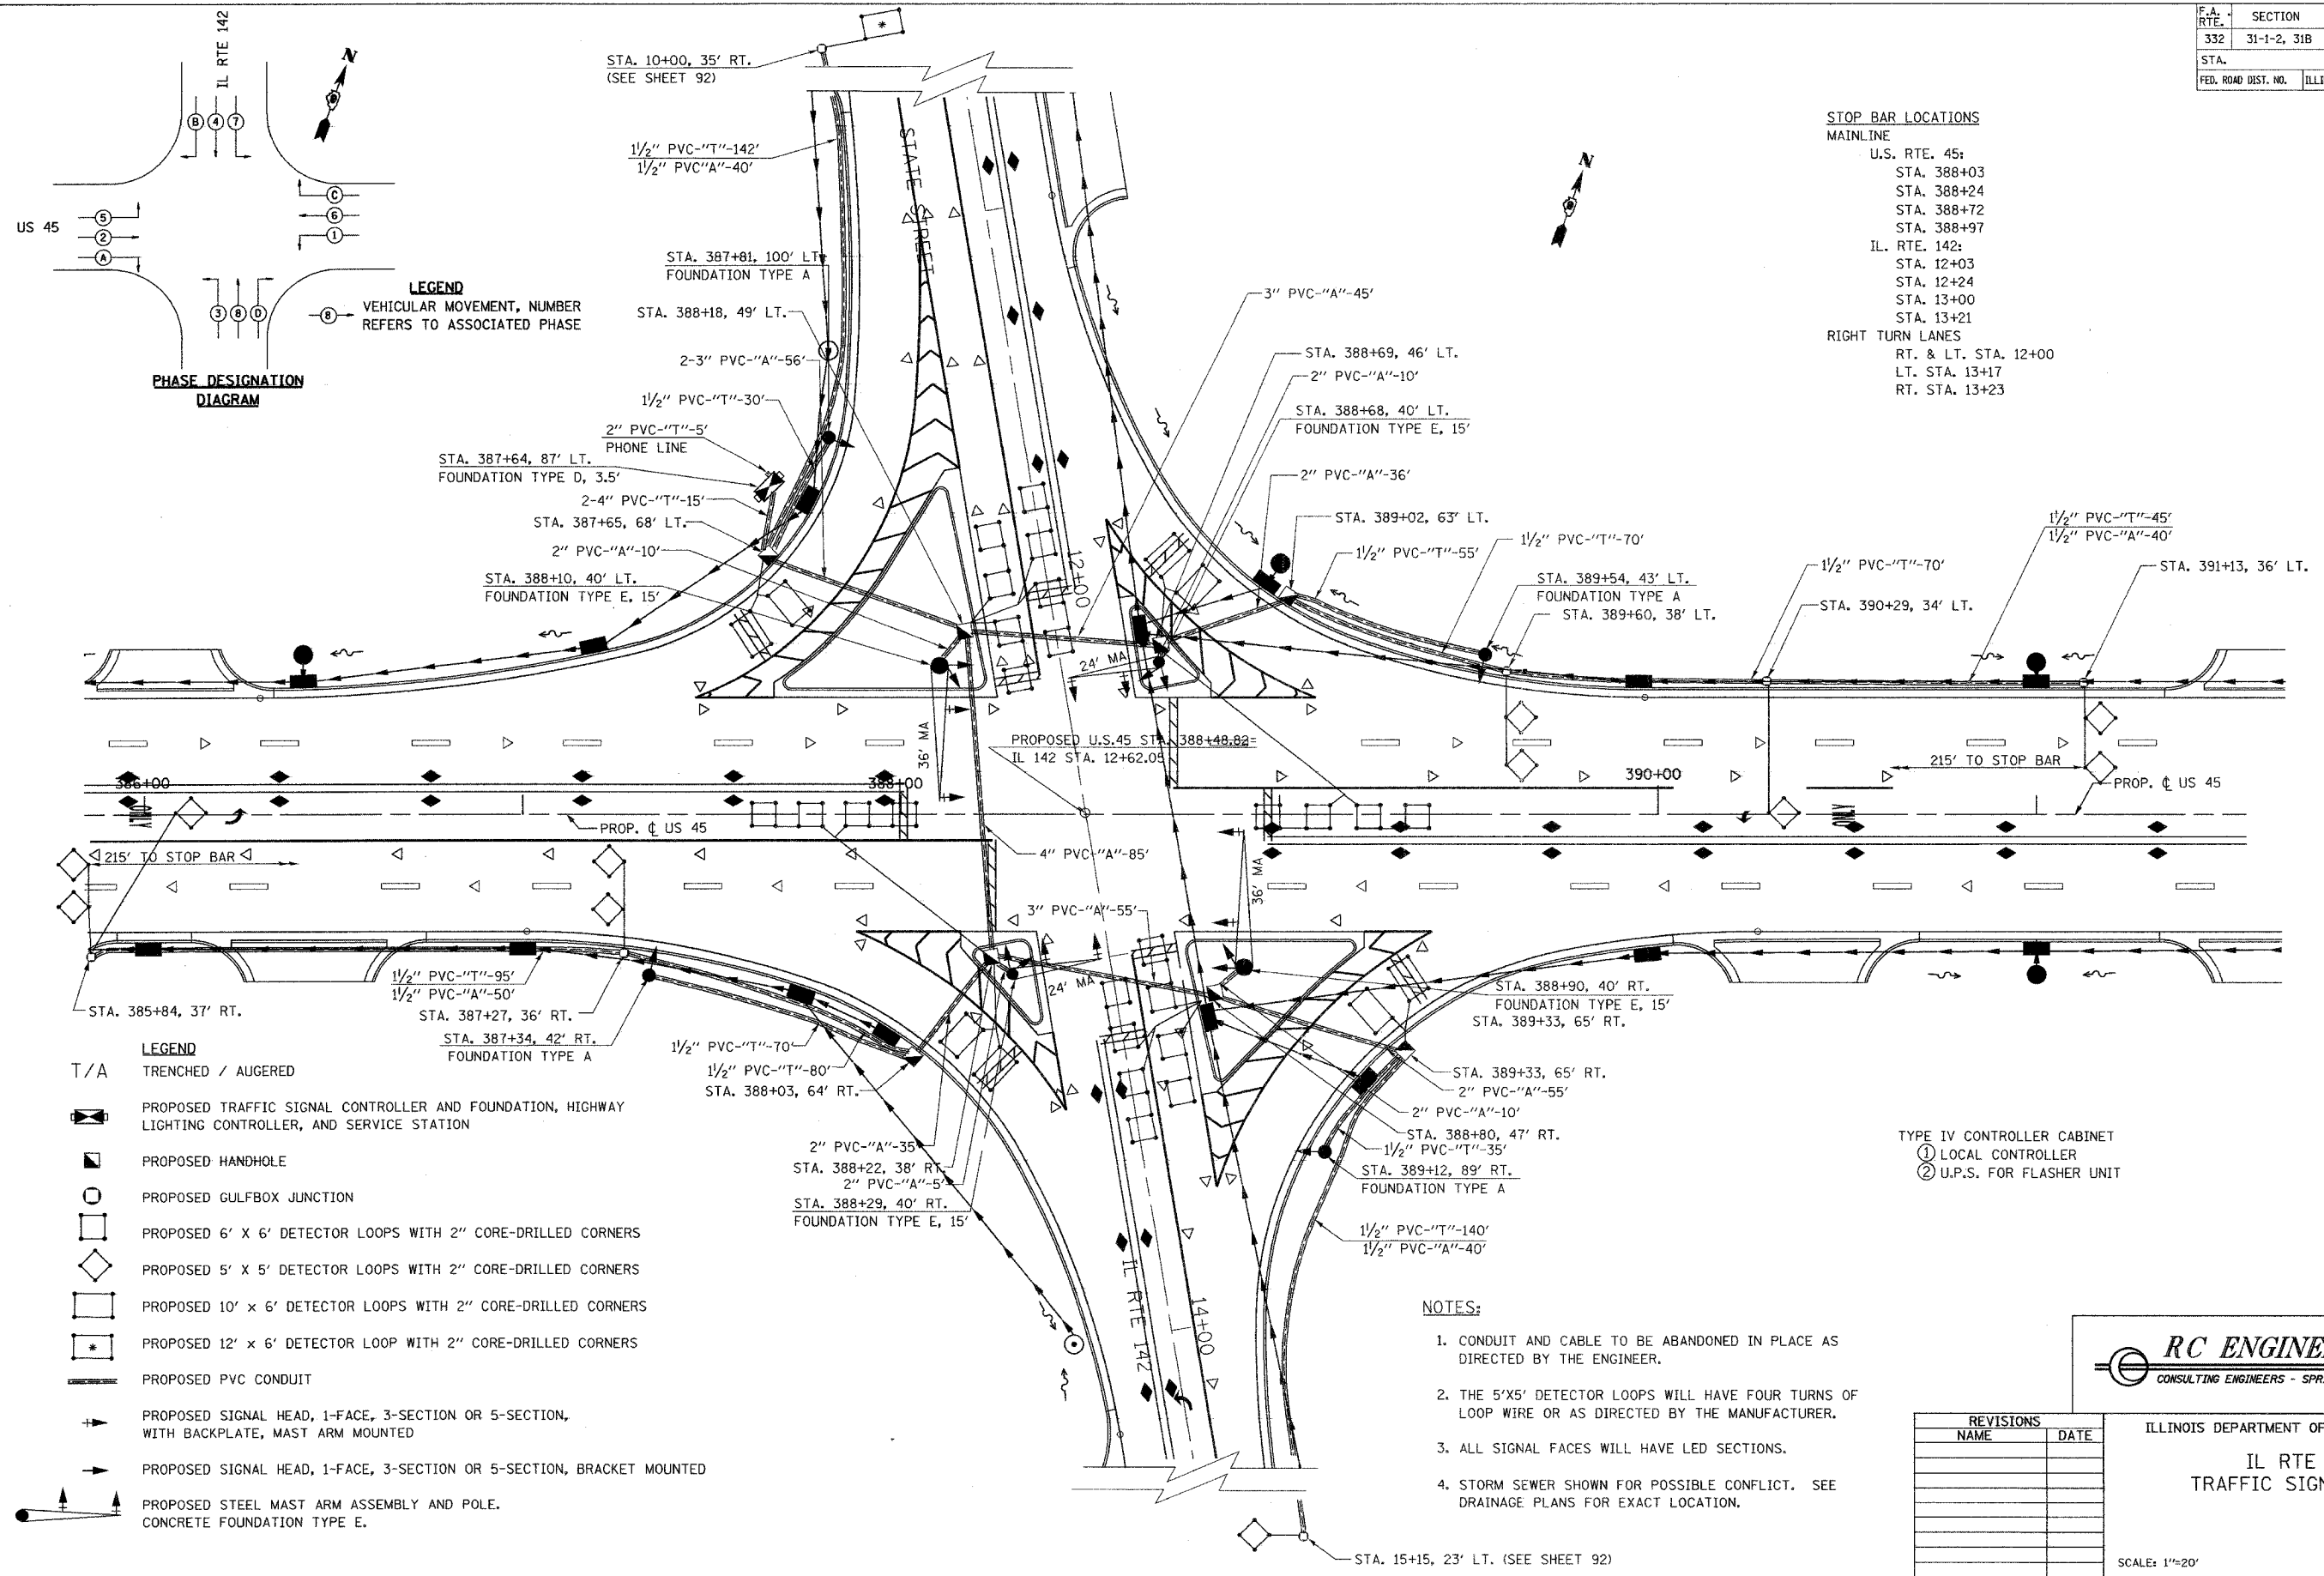 F.A.
RTE.
SECTION
332
31-1-2, 31B
STA.
FED. ROAD DIST. NO.
IL RTE 142
N
B
4
7
C
6
1
US 45
5
2
A
3
8
D
LEGEND
8
VEHICULAR MOVEMENT, NUMBER
REFERS TO ASSOCIATED PHASE
PHASE DESIGNATION
DIAGRAM
STA. 10+00, 35' RT.
(SEE SHEET 92)
*
1½" PVC-"T"-142'
1½" PVC"A"-40'
STATE STREET
STA. 387+81, 100' LT.
FOUNDATION TYPE A
STA. 388+18, 49' LT.
2-3" PVC-"A"-56'
1½" PVC-"T"-30'
2" PVC-"T"-5'
PHONE LINE
STA. 387+64, 87' LT.
FOUNDATION TYPE D, 3.5'
2-4" PVC-"T"-15'
STA. 387+65, 68' LT.
2" PVC-"A"-10'
STA. 388+10, 40' LT.
FOUNDATION TYPE E, 15'
N
STOP BAR LOCATIONS
MAINLINE
U.S. RTE. 45:
STA. 388+03
STA. 388+24
STA. 388+72
STA. 388+97
IL. RTE. 142:
STA. 12+03
STA. 12+24
STA. 13+00
STA. 13+21
RIGHT TURN LANES
RT. & LT. STA. 12+00
LT. STA. 13+17
RT. STA. 13+23
3" PVC-"A"-45'
STA. 388+69, 46' LT.
2" PVC-"A"-10'
STA. 388+68, 40' LT.
FOUNDATION TYPE E, 15'
2" PVC-"A"-36'
STA. 389+02, 63' LT.
1½" PVC-"T"-55'
1½" PVC-"T"-70'
STA. 389+54, 43' LT.
FOUNDATION TYPE A
STA. 389+60, 38' LT.
1½" PVC-"T"-70'
STA. 390+29, 34' LT.
1½" PVC-"T"-45'
1½" PVC-"A"-40'
STA. 391+13, 36' LT.
12+00
24' MA
36' MA
PROPOSED U.S.45 STA. 388+48.82=
IL 142 STA. 12+62.05
386+00
388+00
390+00
215' TO STOP BAR
PROP. ℄ US 45
ONLY
PROP. ℄ US 45
ONLY
215' TO STOP BAR
4" PVC-"A"-85'
36' MA
3" PVC-"A"-55'
24' MA
STA. 385+84, 37' RT.
1½" PVC-"T"-95'
1½" PVC-"A"-50'
STA. 387+27, 36' RT.
STA. 387+34, 42' RT.
FOUNDATION TYPE A
1½" PVC-"T"-70'
1½" PVC-"T"-80'
STA. 388+03, 64' RT.
2" PVC-"A"-35'
STA. 388+22, 38' RT.
2" PVC-"A"-5'
STA. 388+29, 40' RT.
FOUNDATION TYPE E, 15'
STA. 388+90, 40' RT.
FOUNDATION TYPE E, 15'
STA. 389+33, 65' RT.
STA. 389+33, 65' RT.
2" PVC-"A"-55'
2" PVC-"A"-10'
STA. 388+80, 47' RT.
1½" PVC-"T"-35'
STA. 389+12, 89' RT.
FOUNDATION TYPE A
1½" PVC-"T"-140'
1½" PVC-"A"-40'
IL RTE 142
14+00
STA. 15+15, 23' LT. (SEE SHEET 92)
LEGEND
T/A TRENCHED / AUGERED
PROPOSED TRAFFIC SIGNAL CONTROLLER AND FOUNDATION, HIGHWAY
LIGHTING CONTROLLER, AND SERVICE STATION
PROPOSED HANDHOLE
PROPOSED GULFBOX JUNCTION
PROPOSED 6' X 6' DETECTOR LOOPS WITH 2" CORE-DRILLED CORNERS
PROPOSED 5' X 5' DETECTOR LOOPS WITH 2" CORE-DRILLED CORNERS
PROPOSED 10' x 6' DETECTOR LOOPS WITH 2" CORE-DRILLED CORNERS
* PROPOSED 12' x 6' DETECTOR LOOP WITH 2" CORE-DRILLED CORNERS
PROPOSED PVC CONDUIT
PROPOSED SIGNAL HEAD, 1-FACE, 3-SECTION OR 5-SECTION,
WITH BACKPLATE, MAST ARM MOUNTED
PROPOSED SIGNAL HEAD, 1-FACE, 3-SECTION OR 5-SECTION, BRACKET MOUNTED
PROPOSED STEEL MAST ARM ASSEMBLY AND POLE.
CONCRETE FOUNDATION TYPE E.
TYPE IV CONTROLLER CABINET
① LOCAL CONTROLLER
② U.P.S. FOR FLASHER UNIT
NOTES:
1. CONDUIT AND CABLE TO BE ABANDONED IN PLACE AS
DIRECTED BY THE ENGINEER.
2. THE 5'X5' DETECTOR LOOPS WILL HAVE FOUR TURNS OF
LOOP WIRE OR AS DIRECTED BY THE MANUFACTURER.
3. ALL SIGNAL FACES WILL HAVE LED SECTIONS.
4. STORM SEWER SHOWN FOR POSSIBLE CONFLICT. SEE
DRAINAGE PLANS FOR EXACT LOCATION.
RC
CONSULTING ENGINEERS -
REVISIONS
NAME
DATE
ILLINOIS DEPARTMENT OF
IL RTE
TRAFFIC
SCALE: 1"=20'